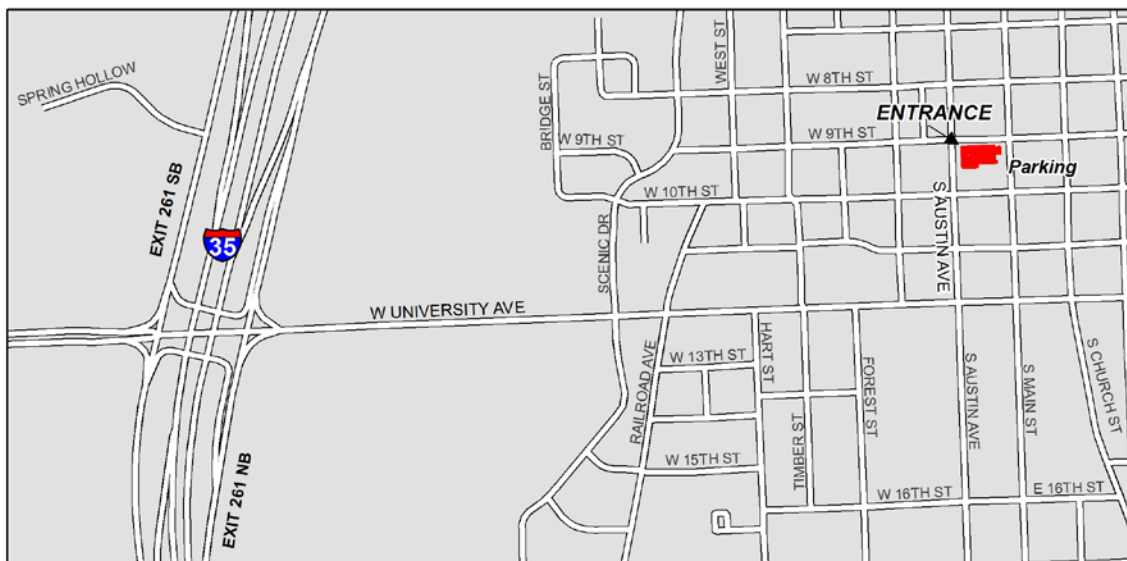 SPRING HOLLOW
EXIT 261 SB
35
EXIT 261 NB
W UNIVERSITY AVE
BRIDGE ST
W 9TH ST
W 10TH ST
SCENIC DR
RAILROAD AVE
WEST ST
W 8TH ST
ENTRANCE
W 9TH ST
Parking
S AUSTIN AVE
W 13TH ST
HART ST
W 15TH ST
TIMBER ST
FOREST ST
S AUSTIN AVE
S MAIN ST
S CHURCH ST
W 16TH ST
E 16TH ST